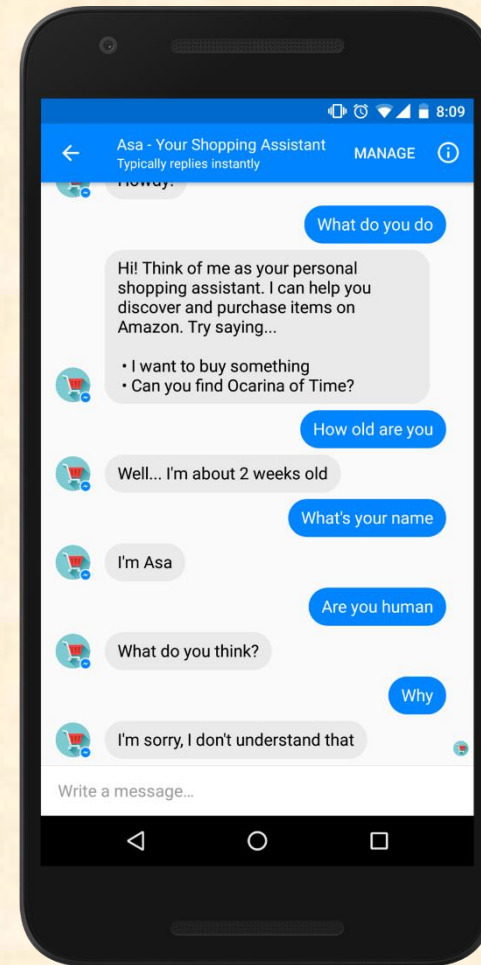 8:09
Asa - Your Shopping Assistant
Typically replies instantly
MANAGE
Howdy!
What do you do
Hi! Think of me as your personal
shopping assistant. I can help you
discover and purchase items on
Amazon. Try saying...
• I want to buy something
• Can you find Ocarina of Time?
How old are you
Well... I'm about 2 weeks old
What's your name
I'm Asa
Are you human
What do you think?
Why
I'm sorry, I don't understand that
Write a message...